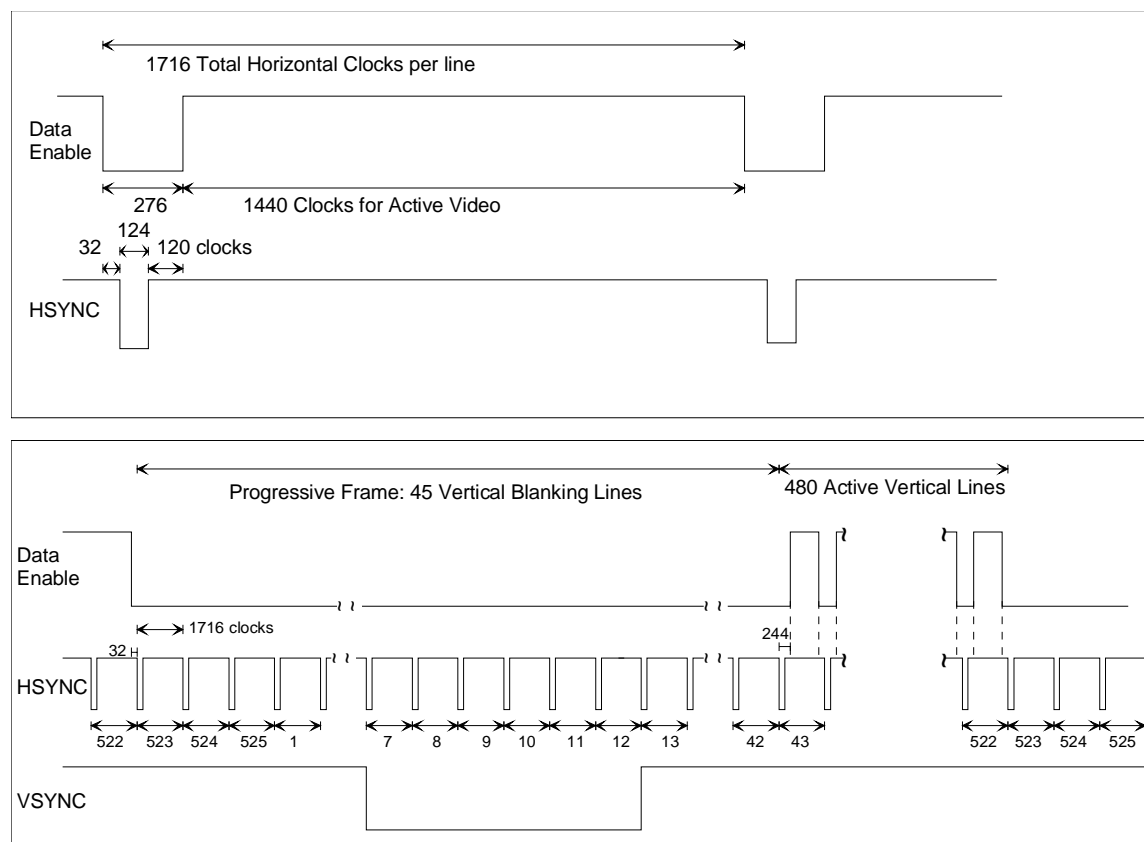 1716 Total Horizontal Clocks per line
Data
Enable
276
1440 Clocks for Active Video
124
32
120 clocks
HSYNC
Progressive Frame: 45 Vertical Blanking Lines
480 Active Vertical Lines
Data
Enable
1716 clocks
244
32
HSYNC
522 523 524 525 1 7 8 9 10 11 12 13 42 43 522 523 524 525
VSYNC